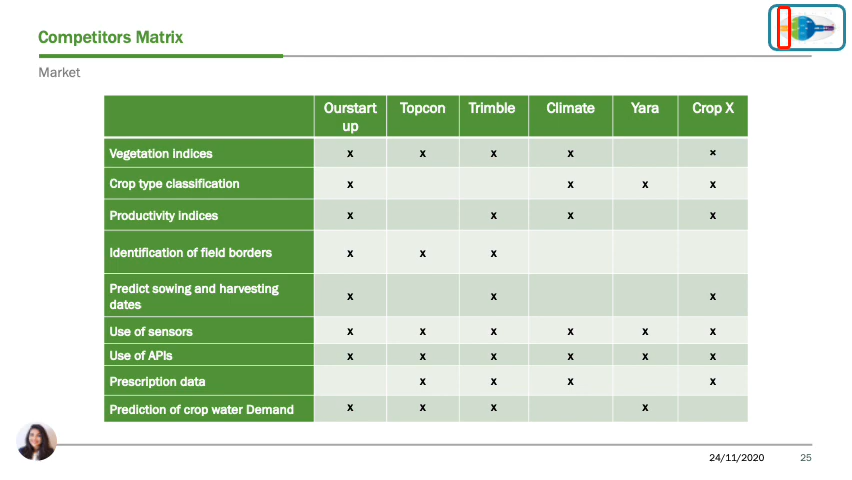 Competitors Matrix
Market
Ourstart up Topcon Trimble Climate Yara Crop X
Vegetation indices x x x x x
Crop type classification x x x x
Productivity indices x x x x
Identification of field borders x x x
Predict sowing and harvesting dates x x x
Use of sensors x x x x x x
Use of APIs x x x x x x
Prescription data x x x x
Prediction of crop water Demand x x x x
24/11/2020 25